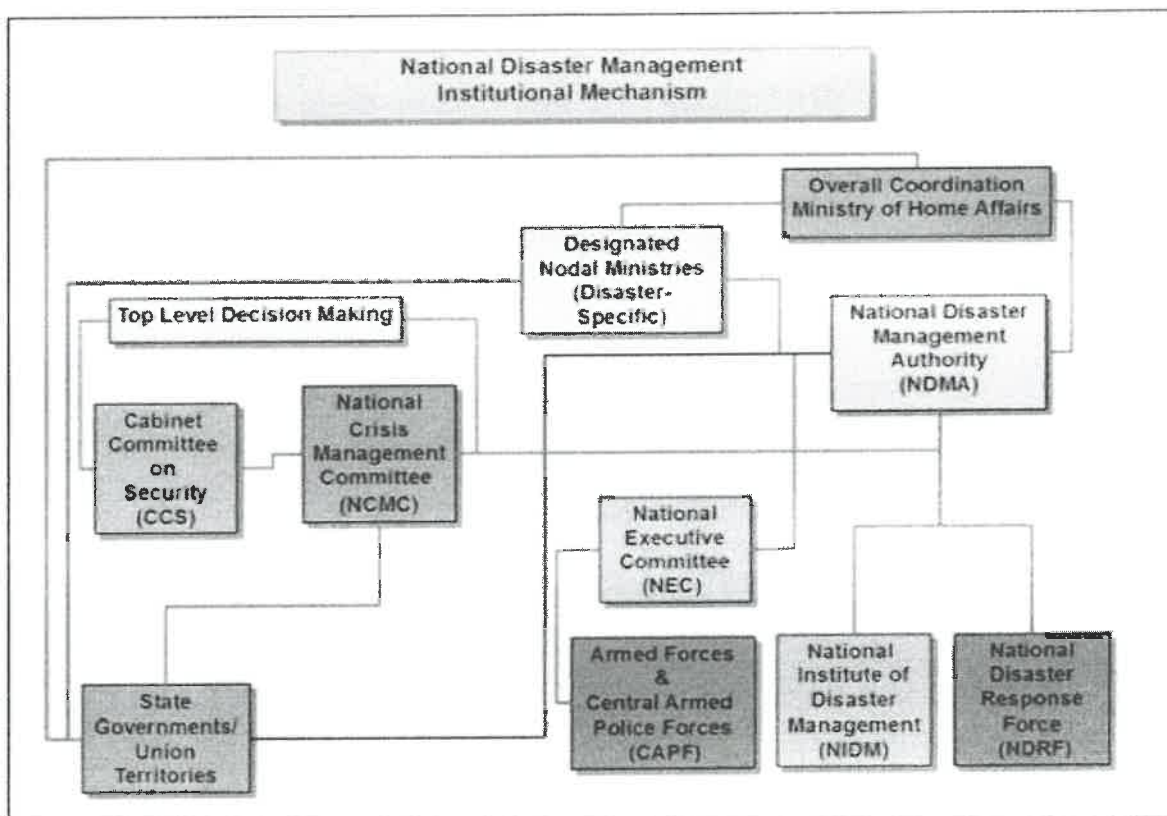 National Disaster Management
Institutional Mechanism
Overall Coordination
Ministry of Home Affairs
Designated
Nodal Ministries
(Disaster-
Specific)
Top Level Decision Making
National Disaster
Management
Authority
(NDMA)
Cabinet
Committee
on
Security
(CCS)
National
Crisis
Management
Committee
(NCMC)
National
Executive
Committee
(NEC)
State
Governments/
Union
Territories
Armed Forces
&
Central Armed
Police Forces
(CAPF)
National
Institute of
Disaster
Management
(NIDM)
National
Disaster
Response
Force
(NDRF)